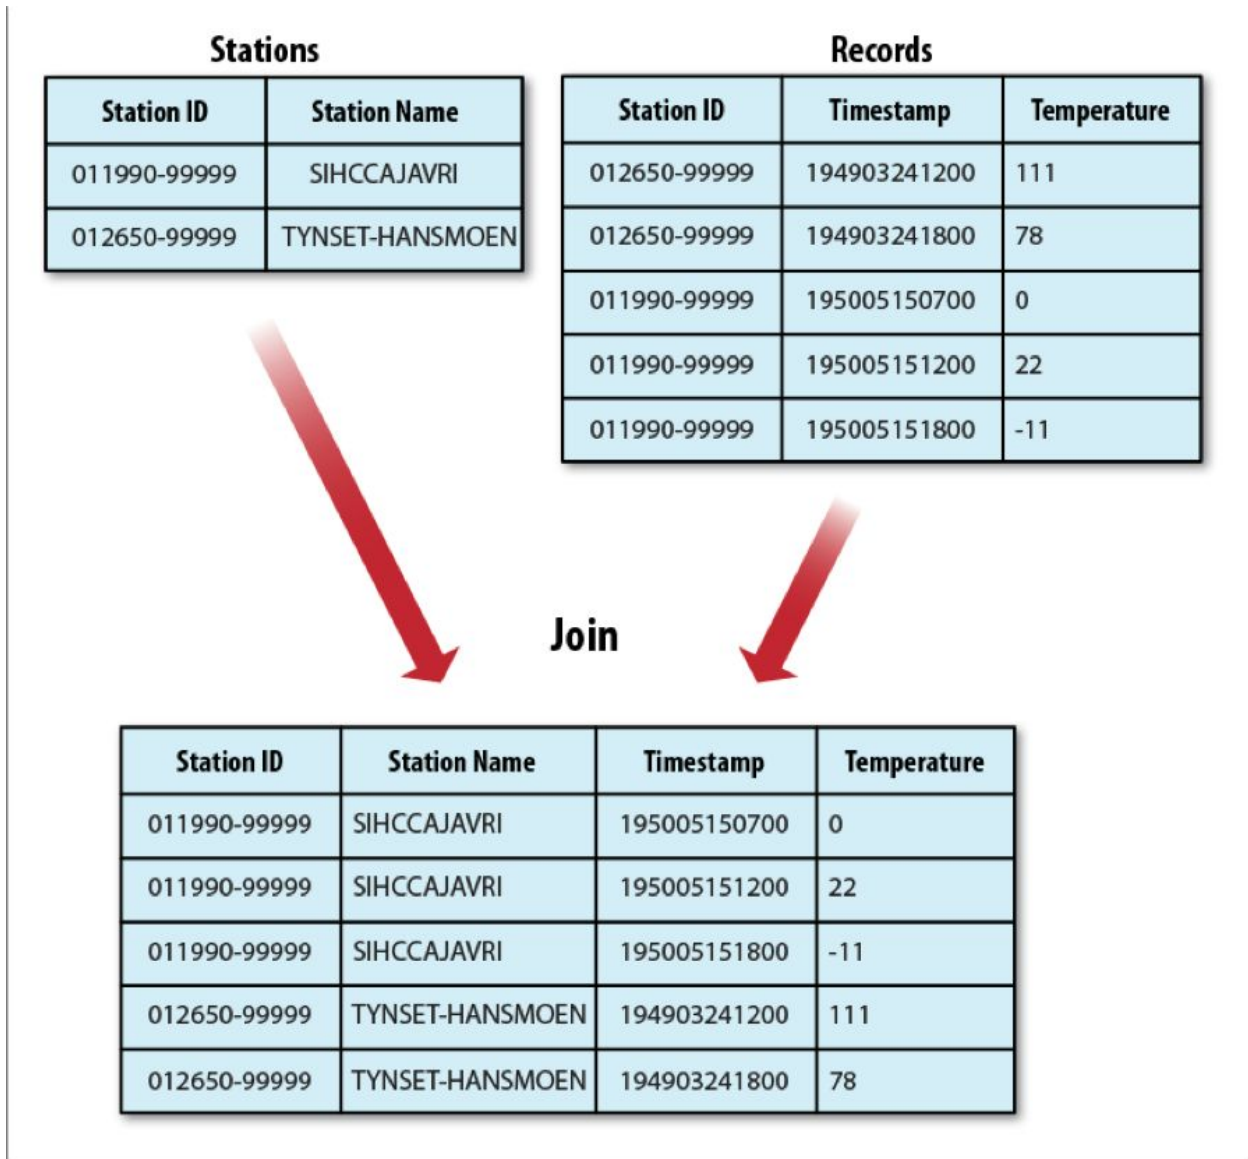 Stations
Station ID Station Name
011990-99999 SIHCCAJAVRI
012650-99999 TYNSET-HANSMOEN
Records
Station ID Timestamp Temperature
012650-99999 194903241200 111
012650-99999 194903241800 78
011990-99999 195005150700 0
011990-99999 195005151200 22
011990-99999 195005151800 -11
Join
Station ID Station Name Timestamp Temperature
011990-99999 SIHCCAJAVRI 195005150700 0
011990-99999 SIHCCAJAVRI 195005151200 22
011990-99999 SIHCCAJAVRI 195005151800 -11
012650-99999 TYNSET-HANSMOEN 194903241200 111
012650-99999 TYNSET-HANSMOEN 194903241800 78